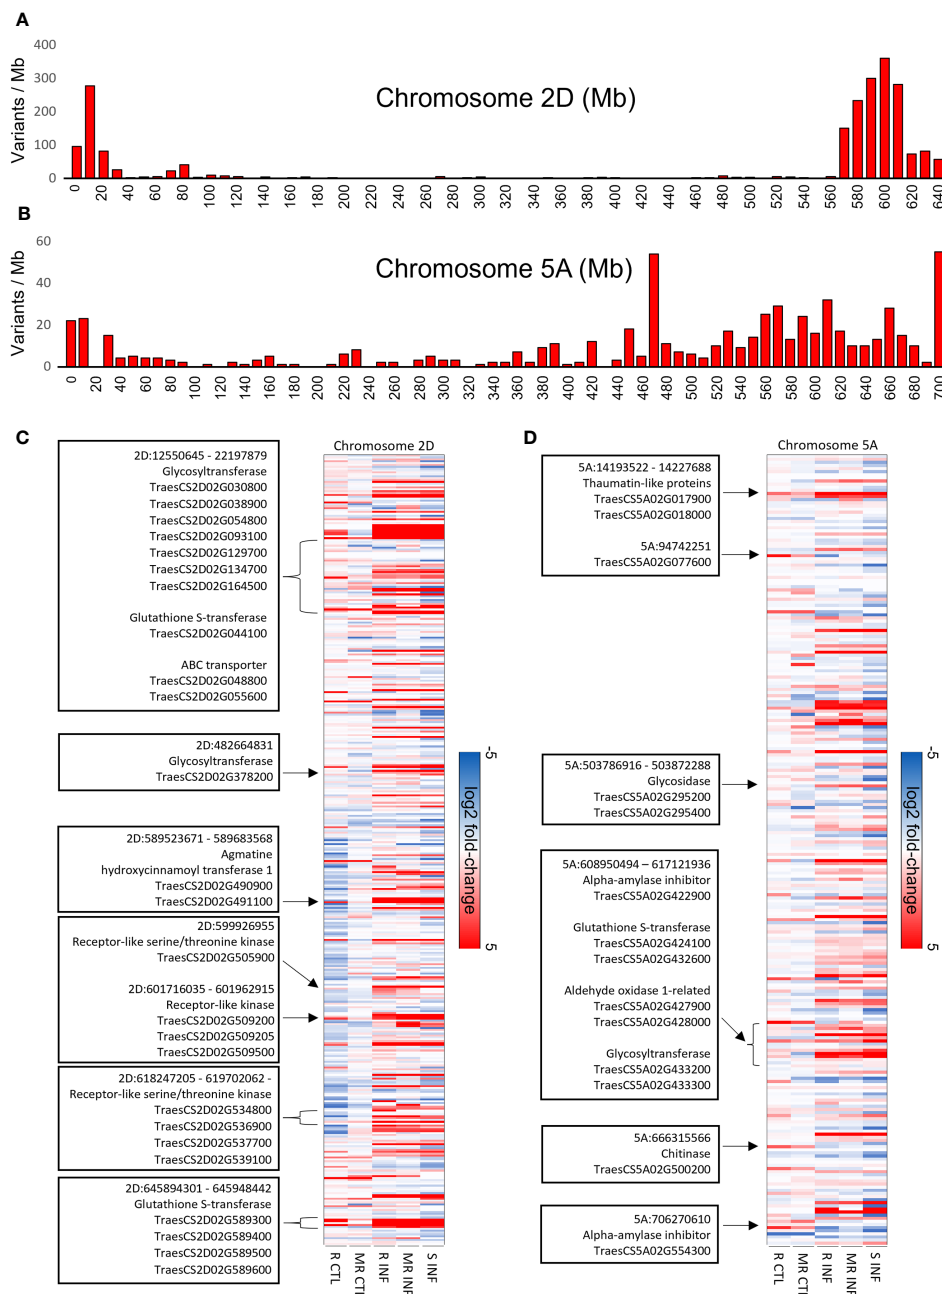 A
400
300
200
100
0
Variants / Mb
Chromosome 2D (Mb)
0 20 40 60 80 100 120 140 160 180 200 220 240 260 280 300 320 340 360 380 400 420 440 460 480 500 520 540 560 580 600 620 640
B
60
40
20
0
Variants / Mb
Chromosome 5A (Mb)
0 20 40 60 80 100 120 140 160 180 200 220 240 260 280 300 320 340 360 380 400 420 440 460 480 500 520 540 560 580 600 620 640 660 680 700
C
Chromosome 2D
2D:12550645 - 22197879
Glycosyltransferase
TraesCS2D02G030800
TraesCS2D02G038900
TraesCS2D02G054800
TraesCS2D02G093100
TraesCS2D02G129700
TraesCS2D02G134700
TraesCS2D02G164500
Glutathione S-transferase
TraesCS2D02G044100
ABC transporter
TraesCS2D02G048800
TraesCS2D02G055600
2D:482664831
Glycosyltransferase
TraesCS2D02G378200
2D:589523671 - 589683568
Agmatine
hydroxycinnamoyl transferase 1
TraesCS2D02G490900
TraesCS2D02G491100
2D:599926955
Receptor-like serine/threonine kinase
TraesCS2D02G505900
2D:601716035 - 601962915
Receptor-like kinase
TraesCS2D02G509200
TraesCS2D02G509205
TraesCS2D02G509500
2D:618247205 - 619702062 -
Receptor-like serine/threonine kinase
TraesCS2D02G534800
TraesCS2D02G536900
TraesCS2D02G537700
TraesCS2D02G539100
2D:645894301 - 645948442
Glutathione S-transferase
TraesCS2D02G589300
TraesCS2D02G589400
TraesCS2D02G589500
TraesCS2D02G589600
R CTL
MR CTL
R INF
MR INF
S INF
-5
log2 fold-change
5
D
Chromosome 5A
5A:14193522 - 14227688
Thaumatin-like proteins
TraesCS5A02G017900
TraesCS5A02G018000
5A:94742251
TraesCS5A02G077600
5A:503786916 - 503872288
Glycosidase
TraesCS5A02G295200
TraesCS5A02G295400
5A:608950494 – 617121936
Alpha-amylase inhibitor
TraesCS5A02G422900
Glutathione S-transferase
TraesCS5A02G424100
TraesCS5A02G432600
Aldehyde oxidase 1-related
TraesCS5A02G427900
TraesCS5A02G428000
Glycosyltransferase
TraesCS5A02G433200
TraesCS5A02G433300
5A:666315566
Chitinase
TraesCS5A02G500200
5A:706270610
Alpha-amylase inhibitor
TraesCS5A02G554300
R CTL
MR CTL
R INF
MR INF
S INF
-5
log2 fold-change
5